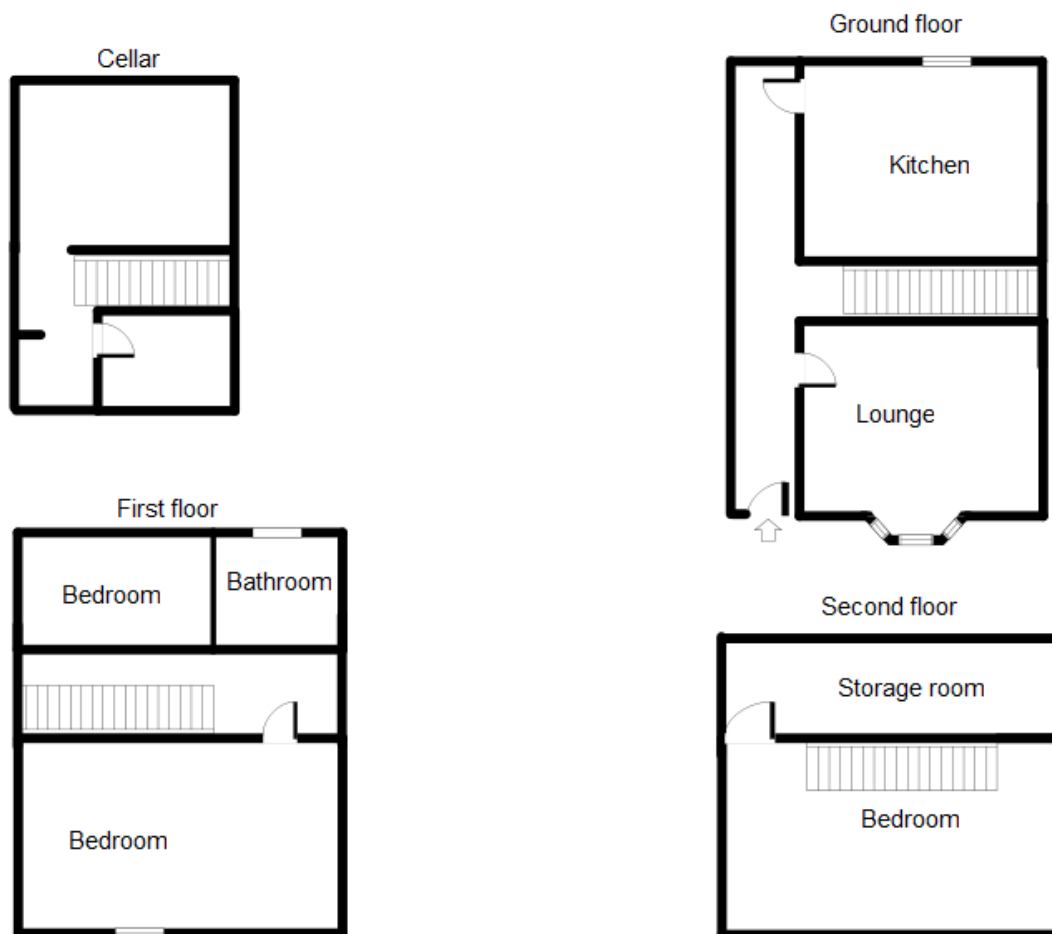 Cellar
Ground floor
Kitchen
Lounge
First floor
Bedroom
Bathroom
Bedroom
Second floor
Storage room
Bedroom